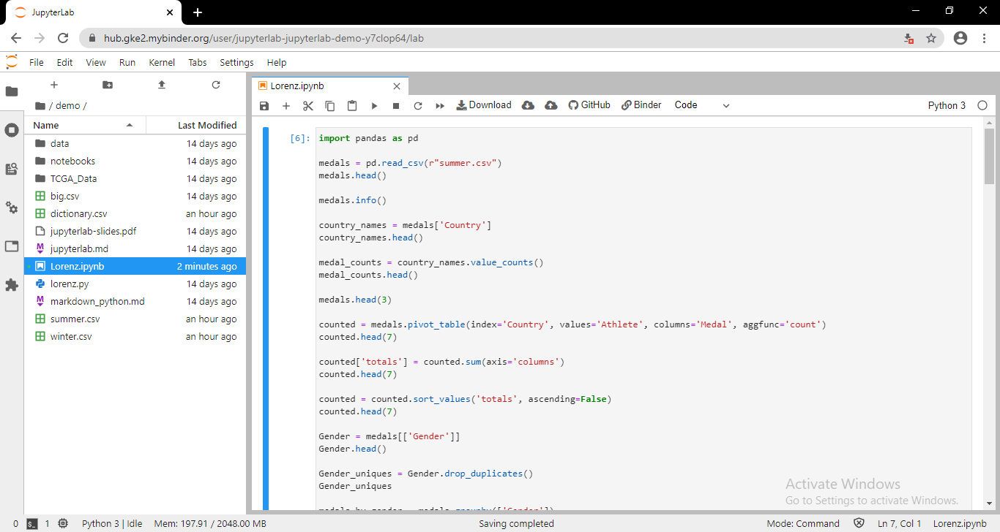 JupyterLab
hub.gke2.mybinder.org/user/jupyterlab-jupyterlab-demo-y7clop64/lab
File Edit View Run Kernel Tabs Settings Help
/ demo /
Name Last Modified
data 14 days ago
notebooks 14 days ago
TCGA_Data 14 days ago
big.csv 14 days ago
dictionary.csv an hour ago
jupyterlab-slides.pdf 14 days ago
jupyterlab.md 14 days ago
Lorenz.ipynb 2 minutes ago
lorenz.py 14 days ago
markdown_python.md 14 days ago
summer.csv an hour ago
winter.csv an hour ago
Lorenz.ipynb
Download GitHub Binder Code Python 3
[6]: import pandas as pd
medals = pd.read_csv(r"summer.csv")
medals.head()
medals.info()
country_names = medals['Country']
country_names.head()
medal_counts = country_names.value_counts()
medal_counts.head()
medals.head(3)
counted = medals.pivot_table(index='Country', values='Athlete', columns='Medal', aggfunc='count')
counted.head(7)
counted['totals'] = counted.sum(axis='columns')
counted.head(7)
counted = counted.sort_values('totals', ascending=False)
counted.head(7)
Gender = medals[['Gender']]
Gender.head()
Gender_uniques = Gender.drop_duplicates()
Gender_uniques
Activate Windows
Go to Settings to activate Windows.
0 $_ 1 Python 3 | Idle Mem: 197.91 / 2048.00 MB Saving completed Mode: Command Ln 7, Col 1 Lorenz.ipynb